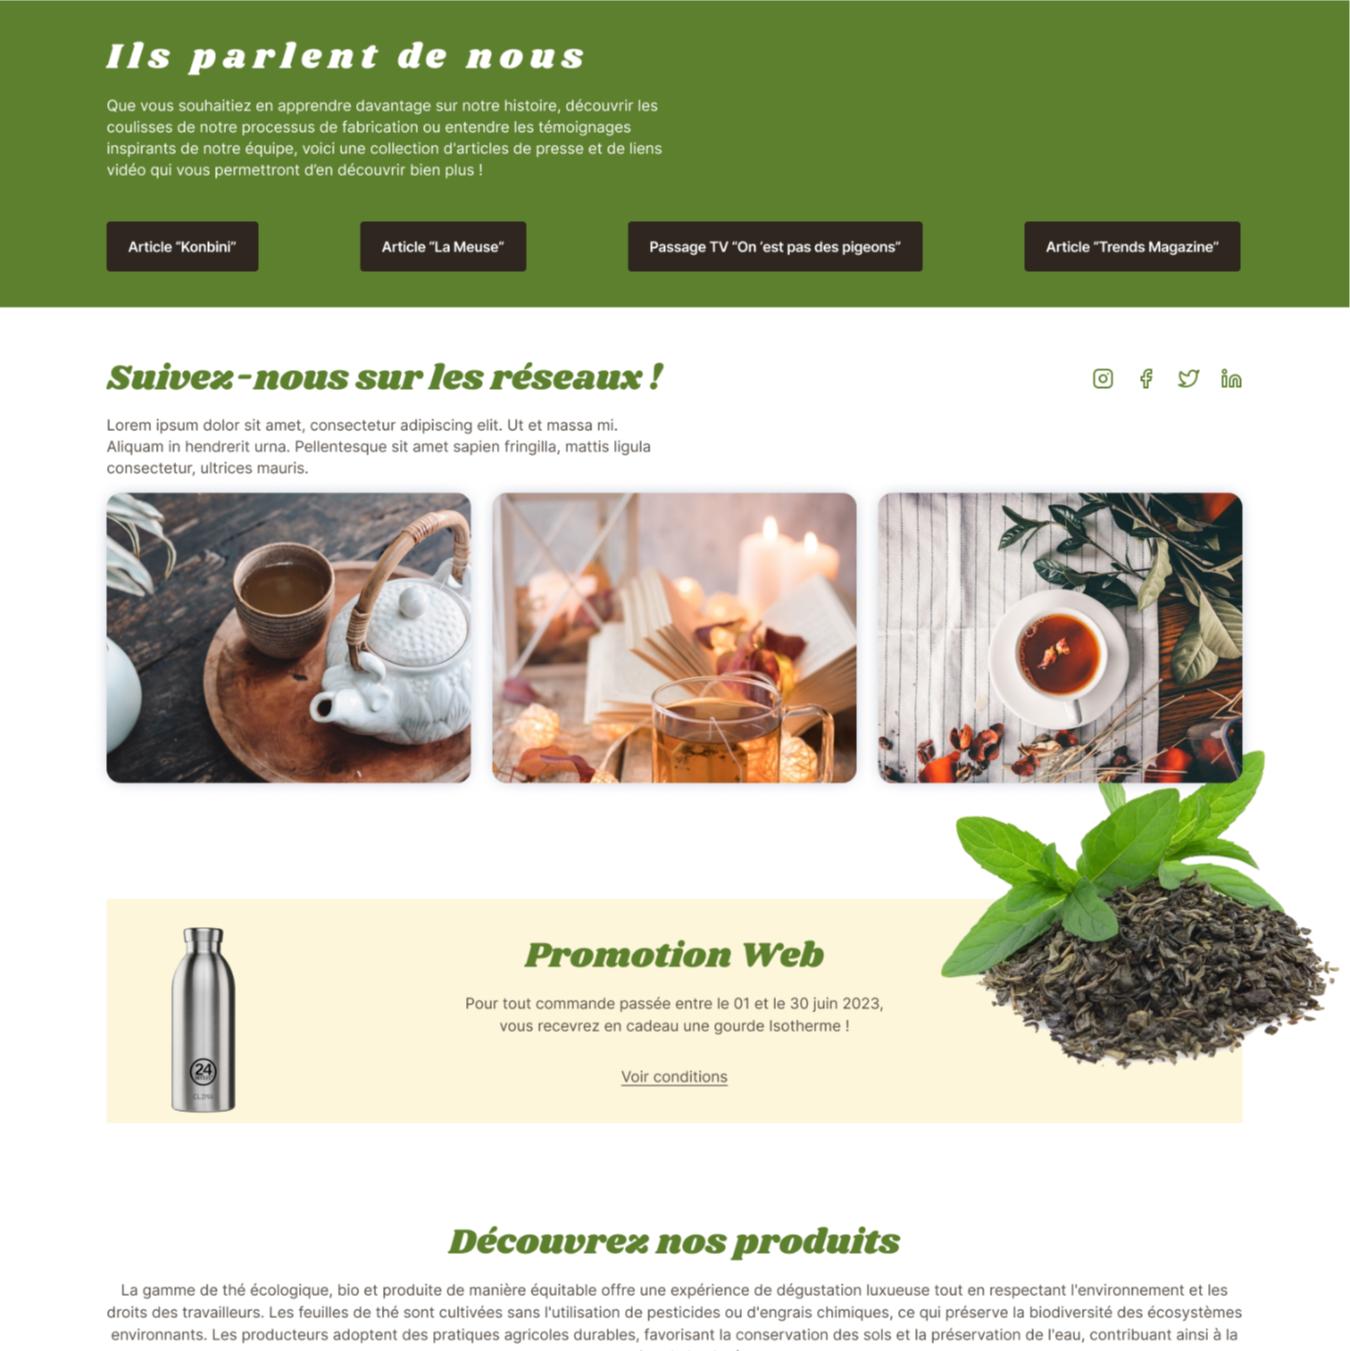 Ils parlent de nous
Que vous souhaitiez en apprendre davantage sur notre histoire, découvrir les
coulisses de notre processus de fabrication ou entendre les témoignages
inspirants de notre équipe, voici une collection d'articles de presse et de liens
vidéo qui vous permettront d'en découvrir bien plus !
Article “Konbini”
Article “La Meuse”
Passage TV “On ‘est pas des pigeons”
Article “Trends Magazine”
Suivez-nous sur les réseaux !
Lorem ipsum dolor sit amet, consectetur adipiscing elit. Ut et massa mi.
Aliquam in hendrerit urna. Pellentesque sit amet sapien fringilla, mattis ligula
consectetur, ultrices mauris.
Promotion Web
Pour tout commande passée entre le 01 et le 30 juin 2023,
vous recevrez en cadeau une gourde Isotherme !
Voir conditions
24
Découvrez nos produits
La gamme de thé écologique, bio et produite de manière équitable offre une expérience de dégustation luxueuse tout en respectant l'environnement et les
droits des travailleurs. Les feuilles de thé sont cultivées sans l'utilisation de pesticides ou d'engrais chimiques, ce qui préserve la biodiversité des écosystèmes
environnants. Les producteurs adoptent des pratiques agricoles durables, favorisant la conservation des sols et la préservation de l'eau, contribuant ainsi à la